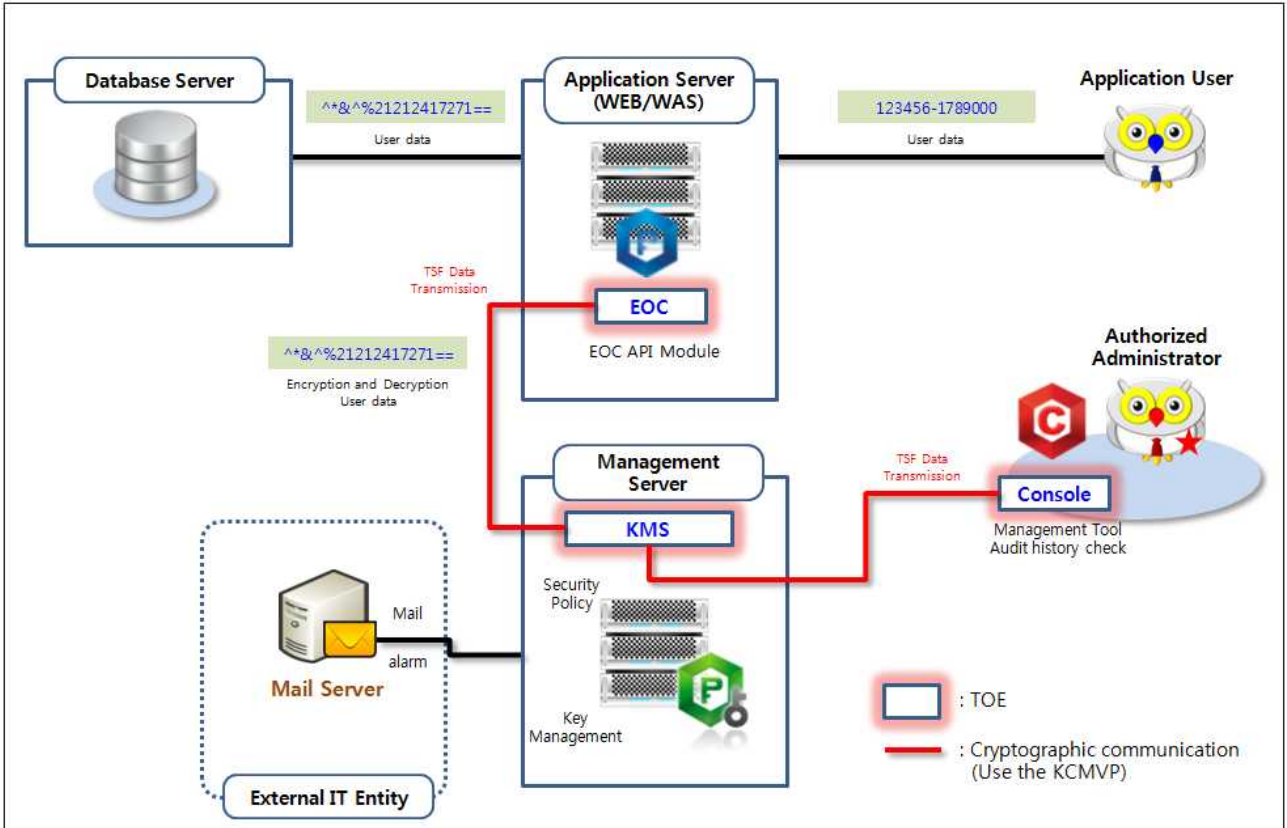 Database Server
^*&^%21212417271==
User data
Application Server
(WEB/WAS)
123456-1789000
User data
Application User
TSF Data
Transmission
EOC
EOC API Module
^*&^%21212417271==
Encryption and Decryption
User data
Authorized
Administrator
C
TSF Data
Transmission
Console
Management Tool
Audit history check
Management
Server
KMS
Security
Policy
Key
Management
P
Mail
alarm
Mail Server
External IT Entity
: TOE
: Cryptographic communication
(Use the KCMVP)